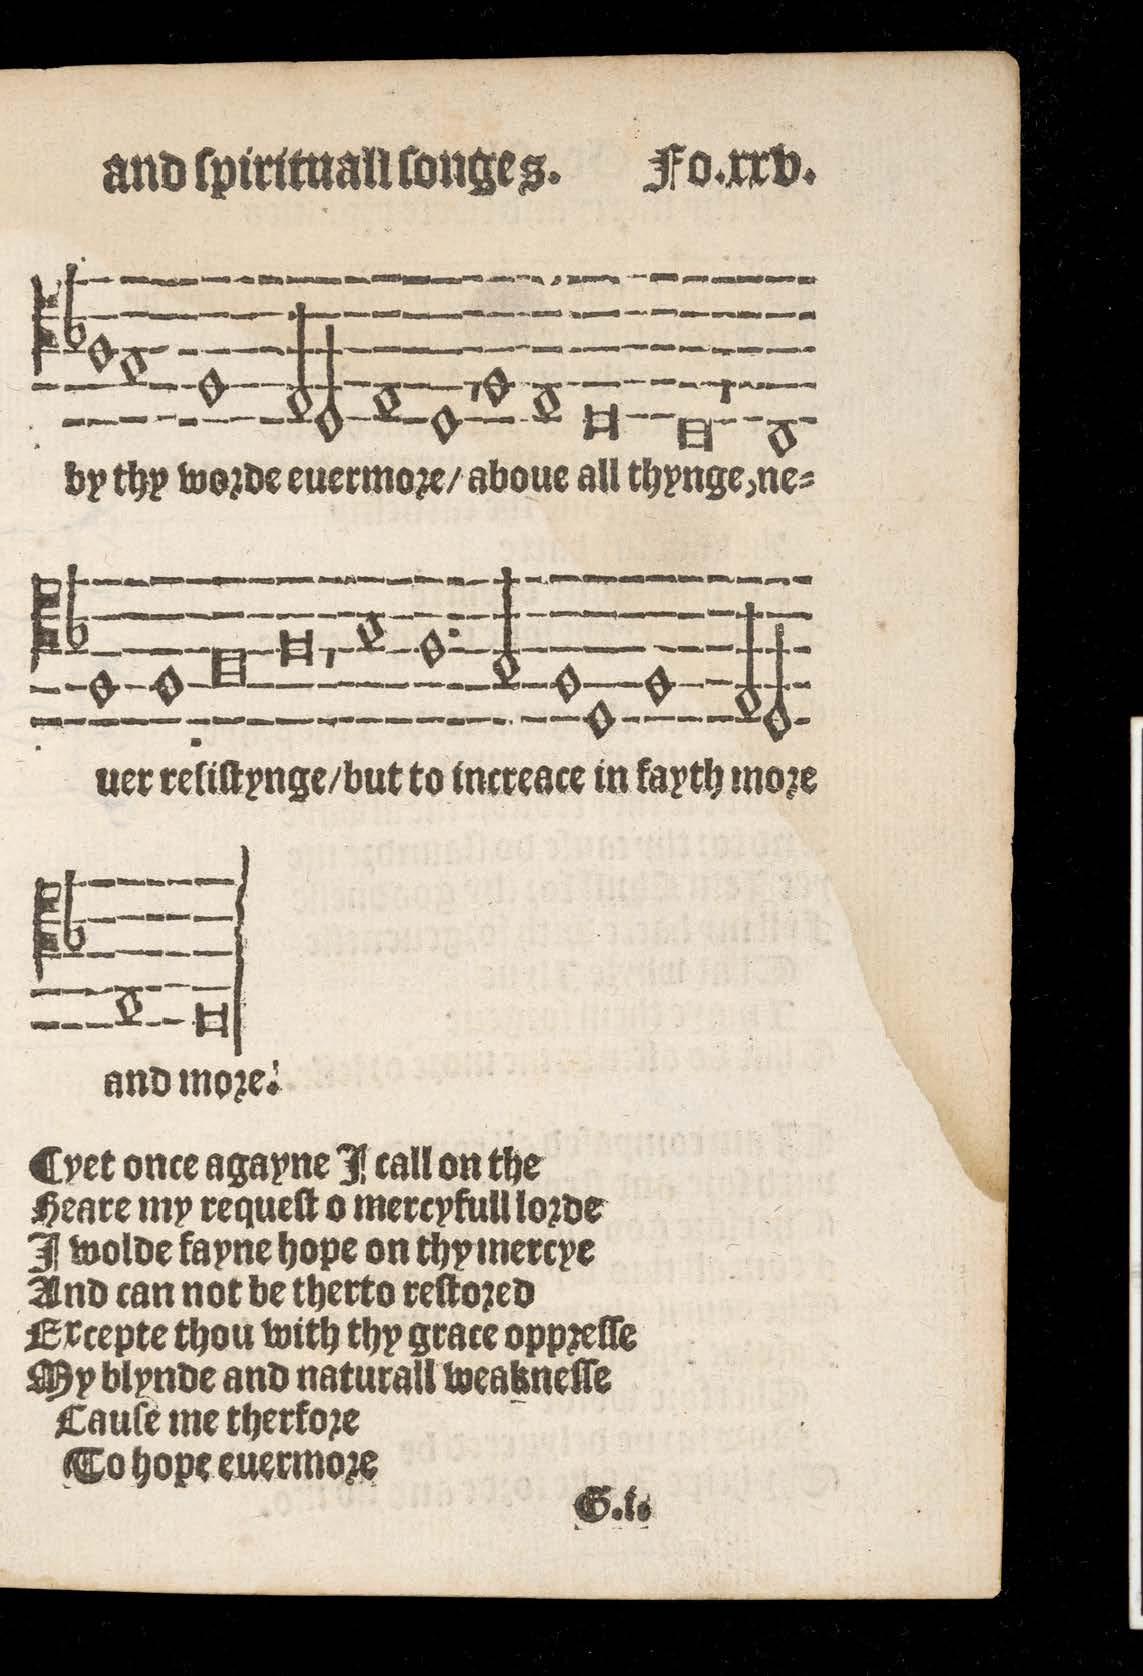 and spirituall songes. Fo.xxv.
by thy worde euermore/aboue all thynge,ne=
uer resistynge/but to increace in fayth more
and more.
Cyet once agayne I call on the
Heare my request o mercyfull lorde
I wolde fayne hope on thy mercye
And can not be therto restored
Excepte thou with thy grace oppresse
My blynde and naturall weaknesse
Cause me therfore
To hope euermore
G.i.